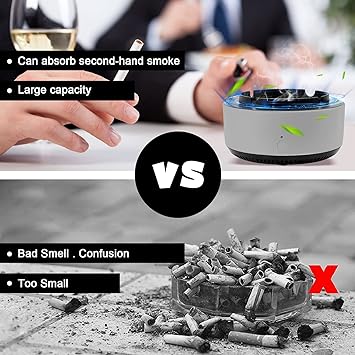 Can absorb second-hand smoke
Large capacity
VS
Bad Smell . Confusion
Too Small
X